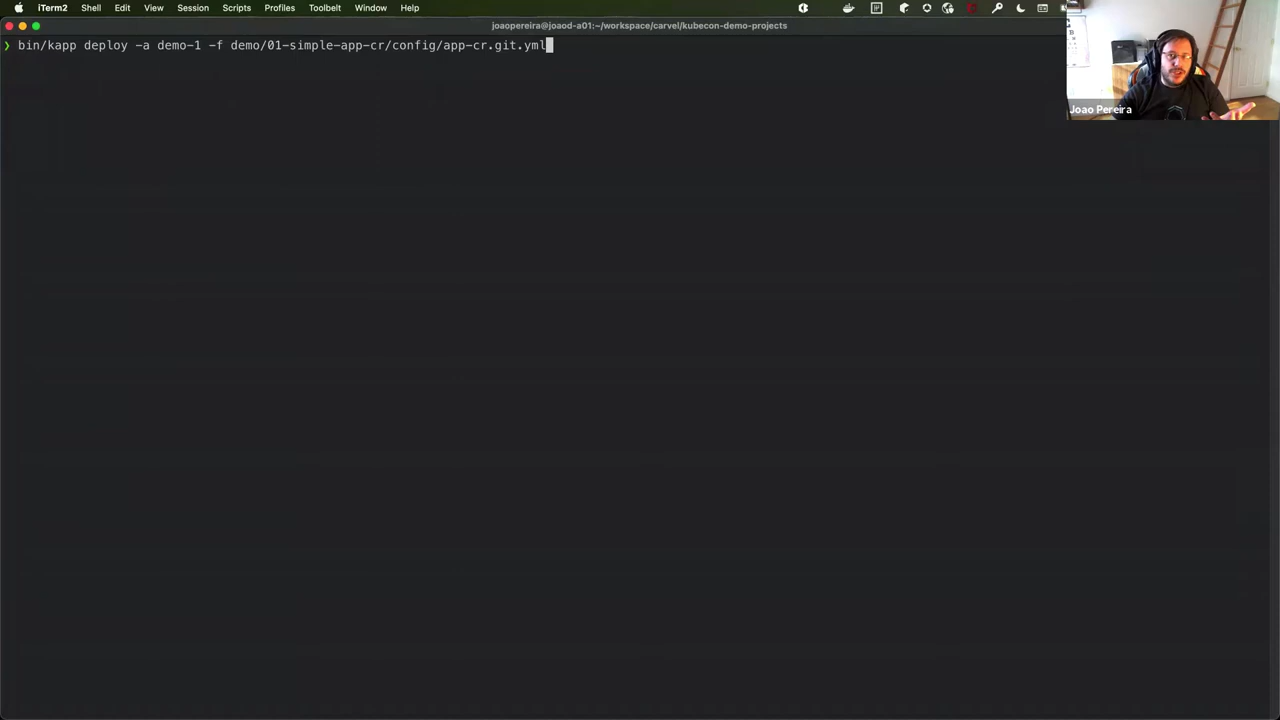 iTerm2 Shell Edit View Session Scripts Profiles Toolbelt Window Help
joaopereira@joaod-a01:~/workspace/carvel/kubecon-demo-projects
❯ bin/kapp deploy -a demo-1 -f demo/01-simple-app-cr/config/app-cr.git.yml
Joao Pereira